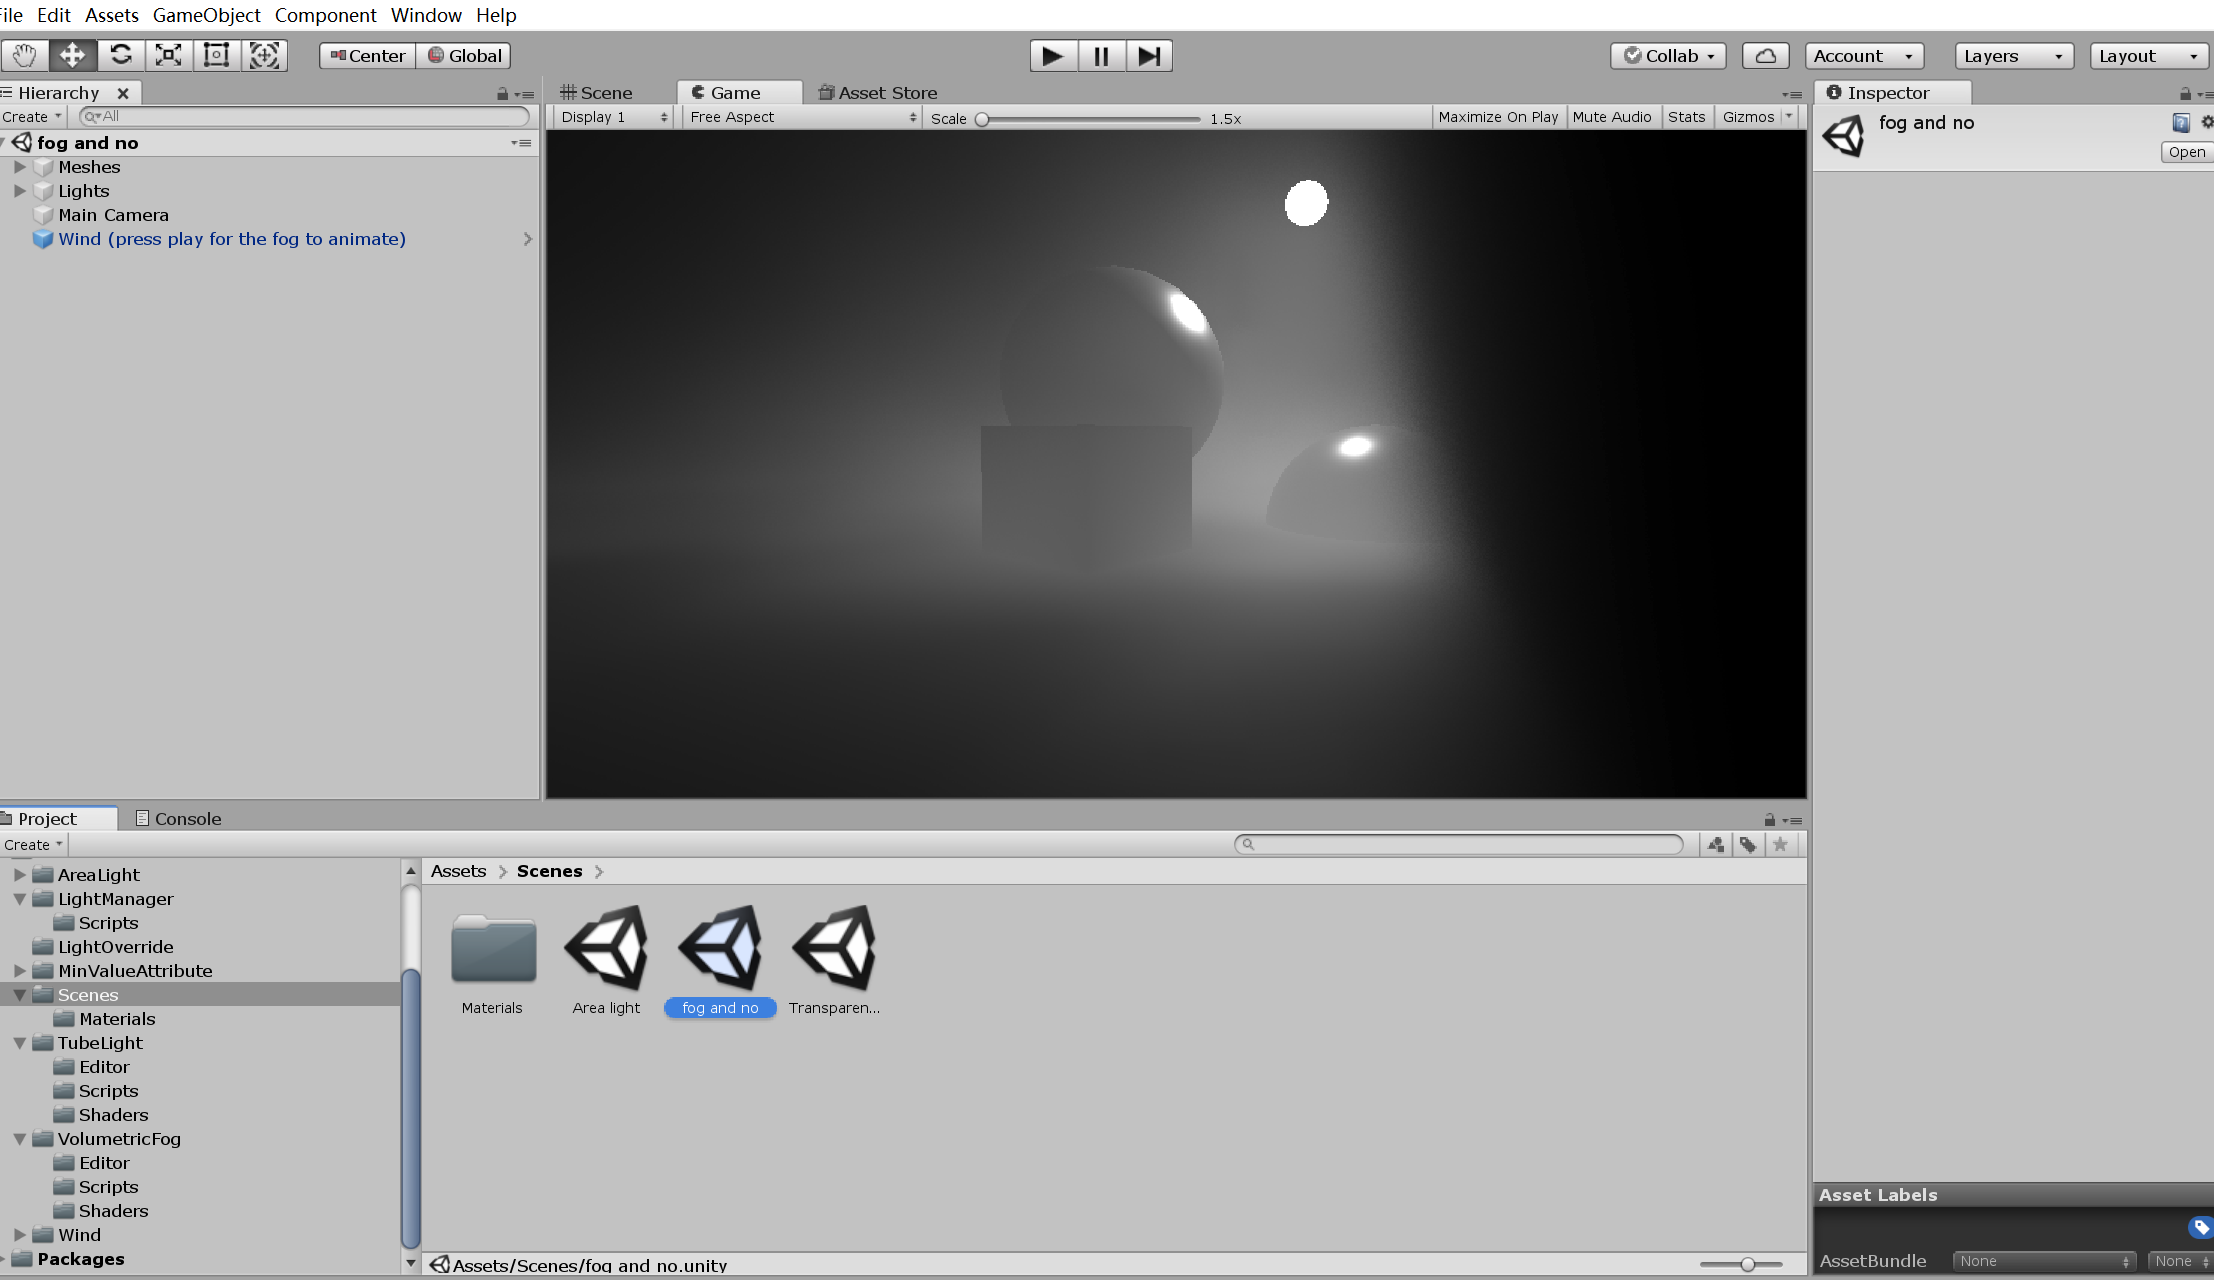 File Edit Assets GameObject Component Window Help
Center Global Collab Account Layers Layout
Hierarchy
Create All
fog and no
Meshes
Lights
Main Camera
Wind (press play for the fog to animate)
Scene Game Asset Store
Display 1 Free Aspect Scale 1.5x Maximize On Play Mute Audio Stats Gizmos
Inspector
fog and no
Open
Project Console
Create
AreaLight
LightManager
Scripts
LightOverride
MinValueAttribute
Scenes
Materials
TubeLight
Editor
Scripts
Shaders
VolumetricFog
Editor
Scripts
Shaders
Wind
Packages
Assets Scenes
Materials Area light fog and no Transparen...
Assets/Scenes/fog and no.unity
Asset Labels
AssetBundle None None